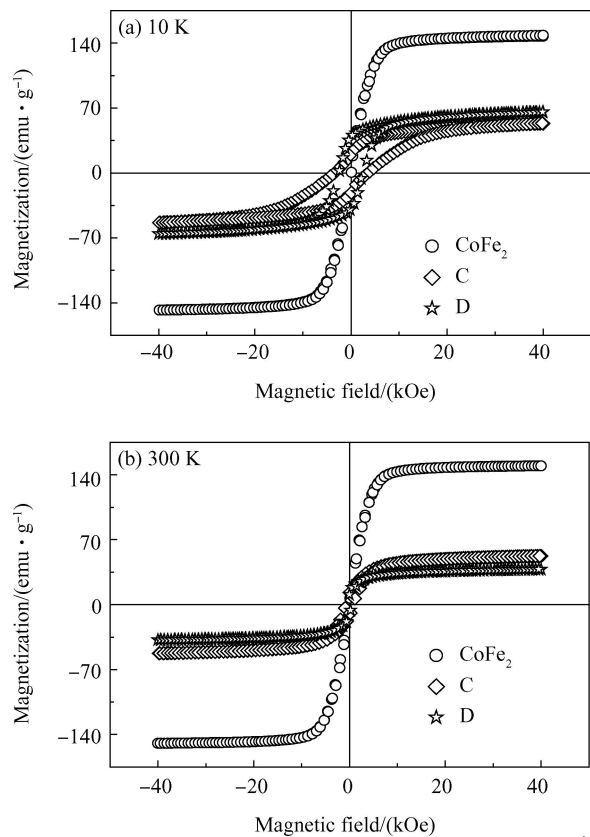 (a) 10 K
140
70
0
−70
−140
Magnetization/(emu · g⁻¹)
CoFe₂
C
D
−40
−20
0
20
40
Magnetic field/(kOe)
(b) 300 K
140
70
0
−70
−140
Magnetization/(emu · g⁻¹)
CoFe₂
C
D
−40
−20
0
20
40
Magnetic field/(kOe)